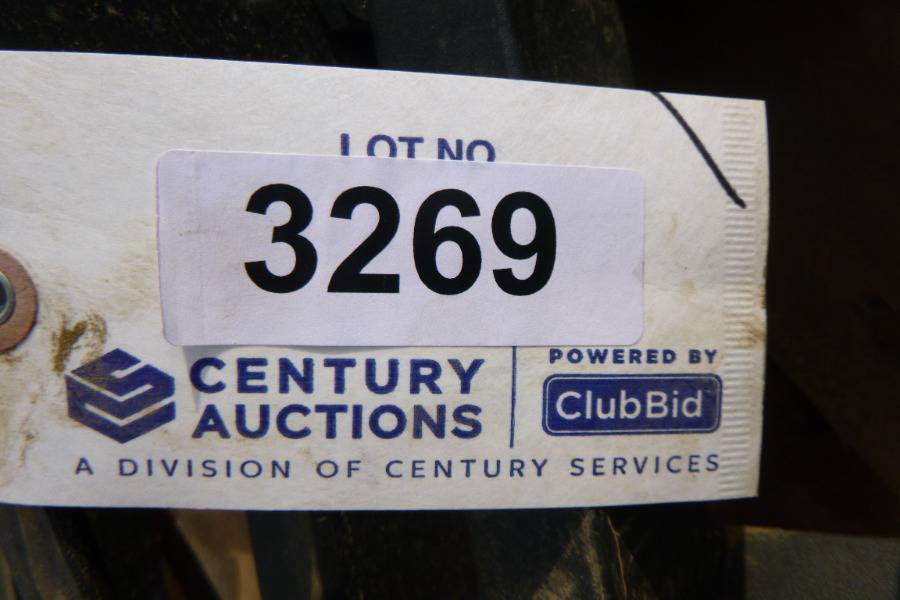 LOT NO
3269
CENTURY
AUCTIONS
POWERED BY
ClubBid
A DIVISION OF CENTURY SERVICES